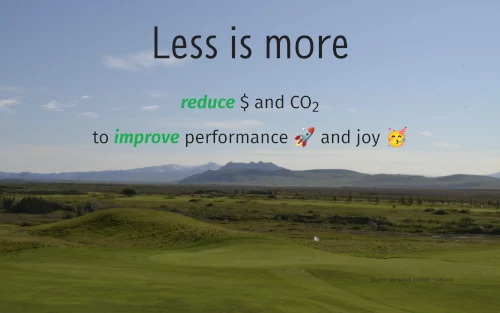 Less is more
reduce $ and CO₂
to improve performance 🚀 and joy 🥳